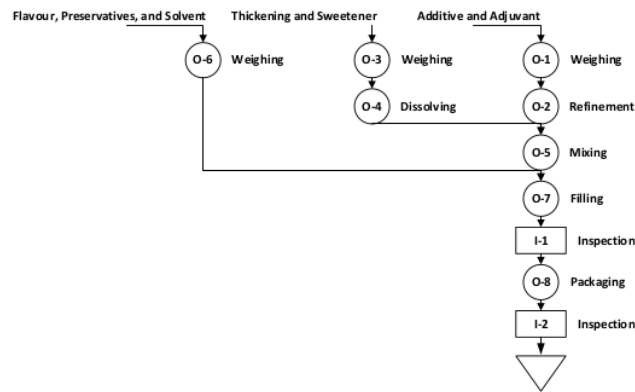 Flavour, Preservatives, and Solvent Thickening and Sweetener Additive and Adjuvant
O-6 Weighing O-3 Weighing O-1 Weighing
O-4 Dissolving O-2 Refinement
O-5 Mixing
O-7 Filling
I-1 Inspection
O-8 Packaging
I-2 Inspection